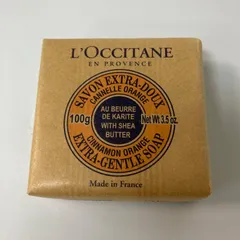 L'OCCITANE
EN PROVENCE
SAVON EXTRA-DOUX
CANNELLE ORANGE
100g
AU BEURRE
DE KARITE
WITH SHEA
BUTTER
Net Wt 3.5 oz.
CINNAMON ORANGE
EXTRA-GENTLE SOAP
Made in France